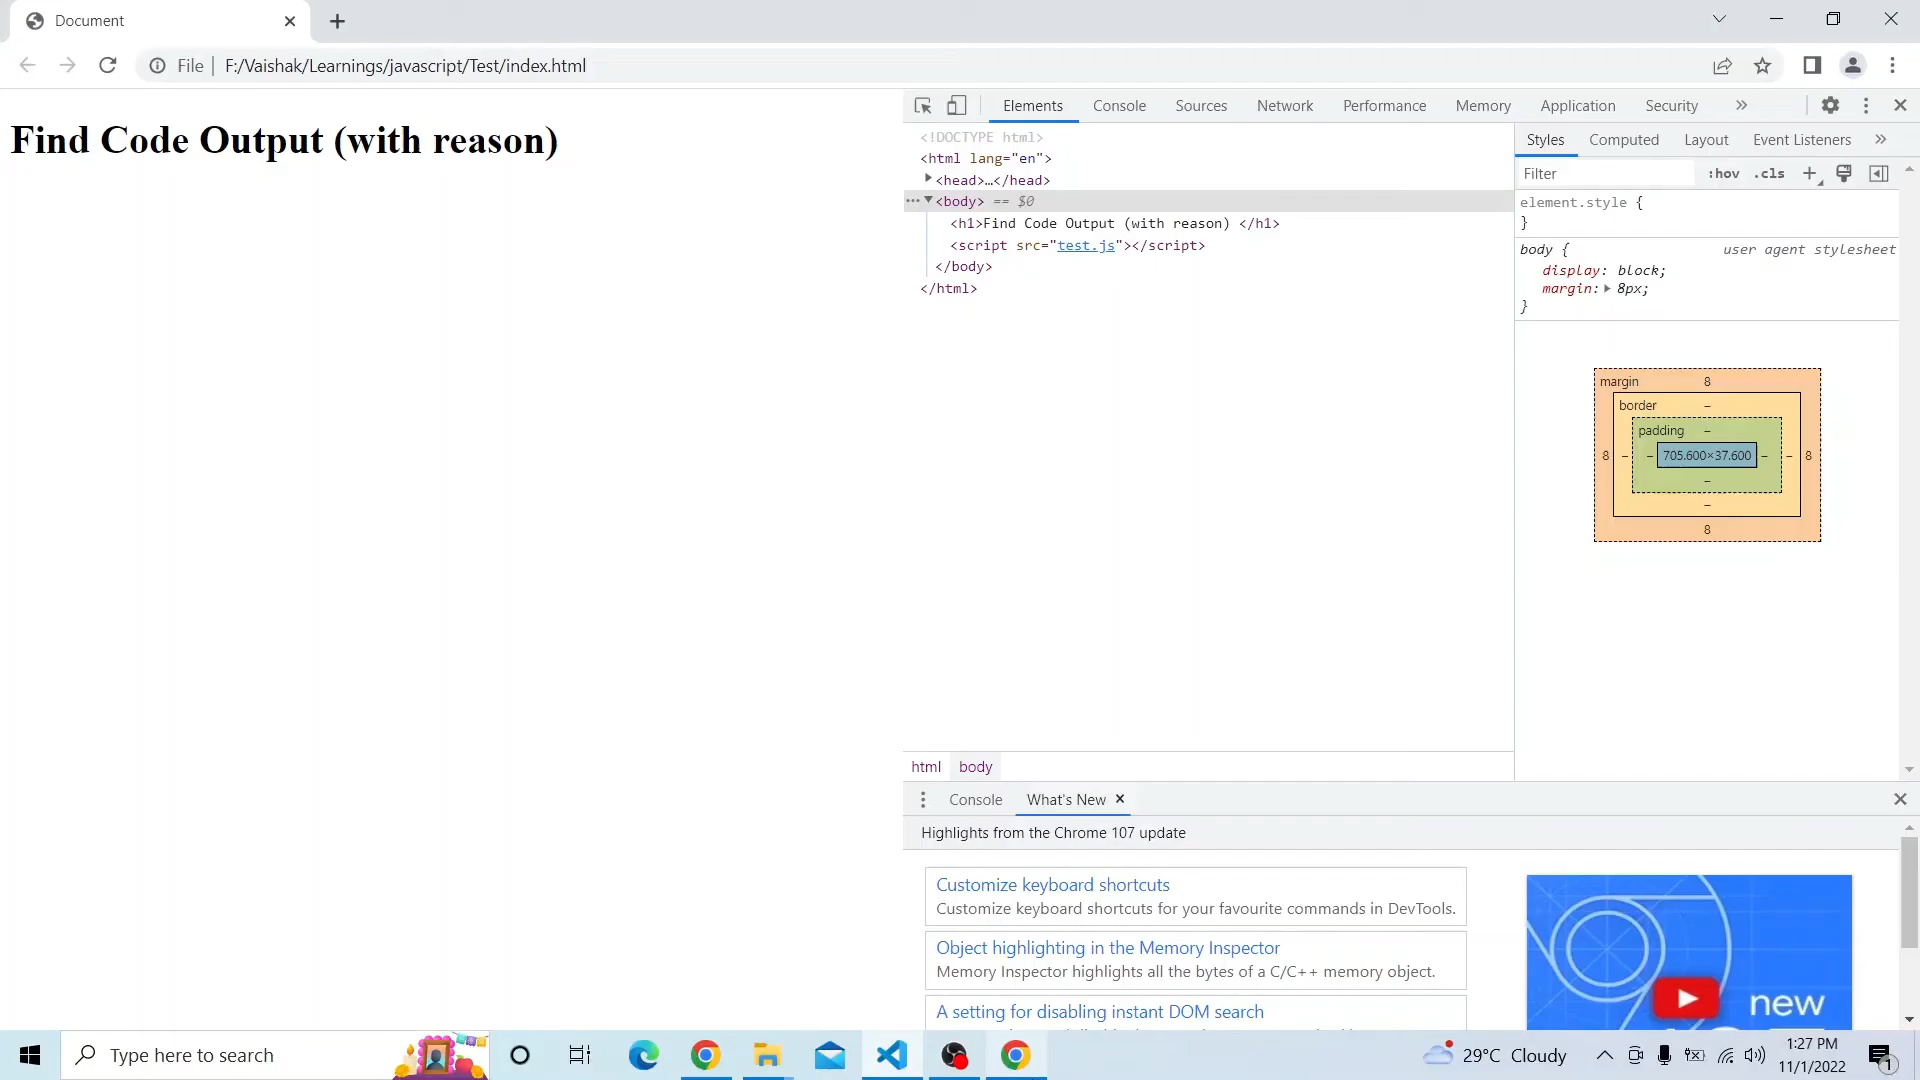 Document
File
F:/Vaishak/Learnings/javascript/Test/index.html
Find Code Output (with reason)
Elements Console Sources Network Performance Memory Application Security
<!DOCTYPE html>
<html lang="en">
<head>…</head>
<body> == $0
<h1>Find Code Output (with reason) </h1>
<script src="test.js"></script>
</body>
</html>
html body
Styles Computed Layout Event Listeners
Filter :hov .cls
element.style {
}
body { user agent stylesheet
display: block;
margin: 8px;
}
margin 8
border –
padding –
8 – – 705.600×37.600 – – 8
–
–
8
Console What's New
Highlights from the Chrome 107 update
Customize keyboard shortcuts
Customize keyboard shortcuts for your favourite commands in DevTools.
Object highlighting in the Memory Inspector
Memory Inspector highlights all the bytes of a C/C++ memory object.
A setting for disabling instant DOM search
new
Type here to search
29°C Cloudy
1:27 PM
11/1/2022
1